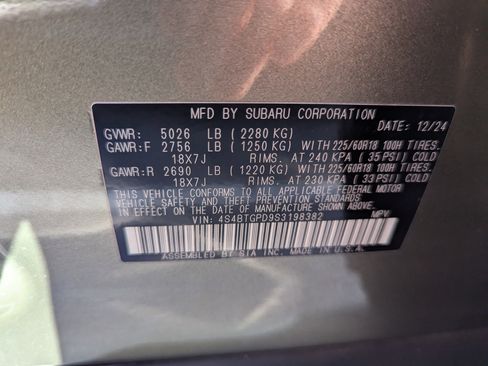 MFD BY SUBARU CORPORATION 12/24
GVWR: 5026 LB (2280 KG)
GAWR:F 2756 LB (1250 KG) WITH 225/60R18 100H TIRES.
18X7J RIMS. AT 240 KPA (35 PSI) COLD
GAWR:R 2690 LB (1220 KG) WITH 225/60R18 100H TIRES.
18X7J RIMS. AT 230 KPA (33 PSI) COLD
THIS VEHICLE CONFORMS TO ALL APPLICABLE FEDERAL MOTOR
VEHICLE SAFETY AND THEFT PREVENTION STANDARDS
IN EFFECT ON THE DATE OF MANUFACTURE SHOWN ABOVE.
VIN: 4S4BTGPD9S3198382 MPV
ASSEMBLED BY SIA INC. MADE IN U.S.A.